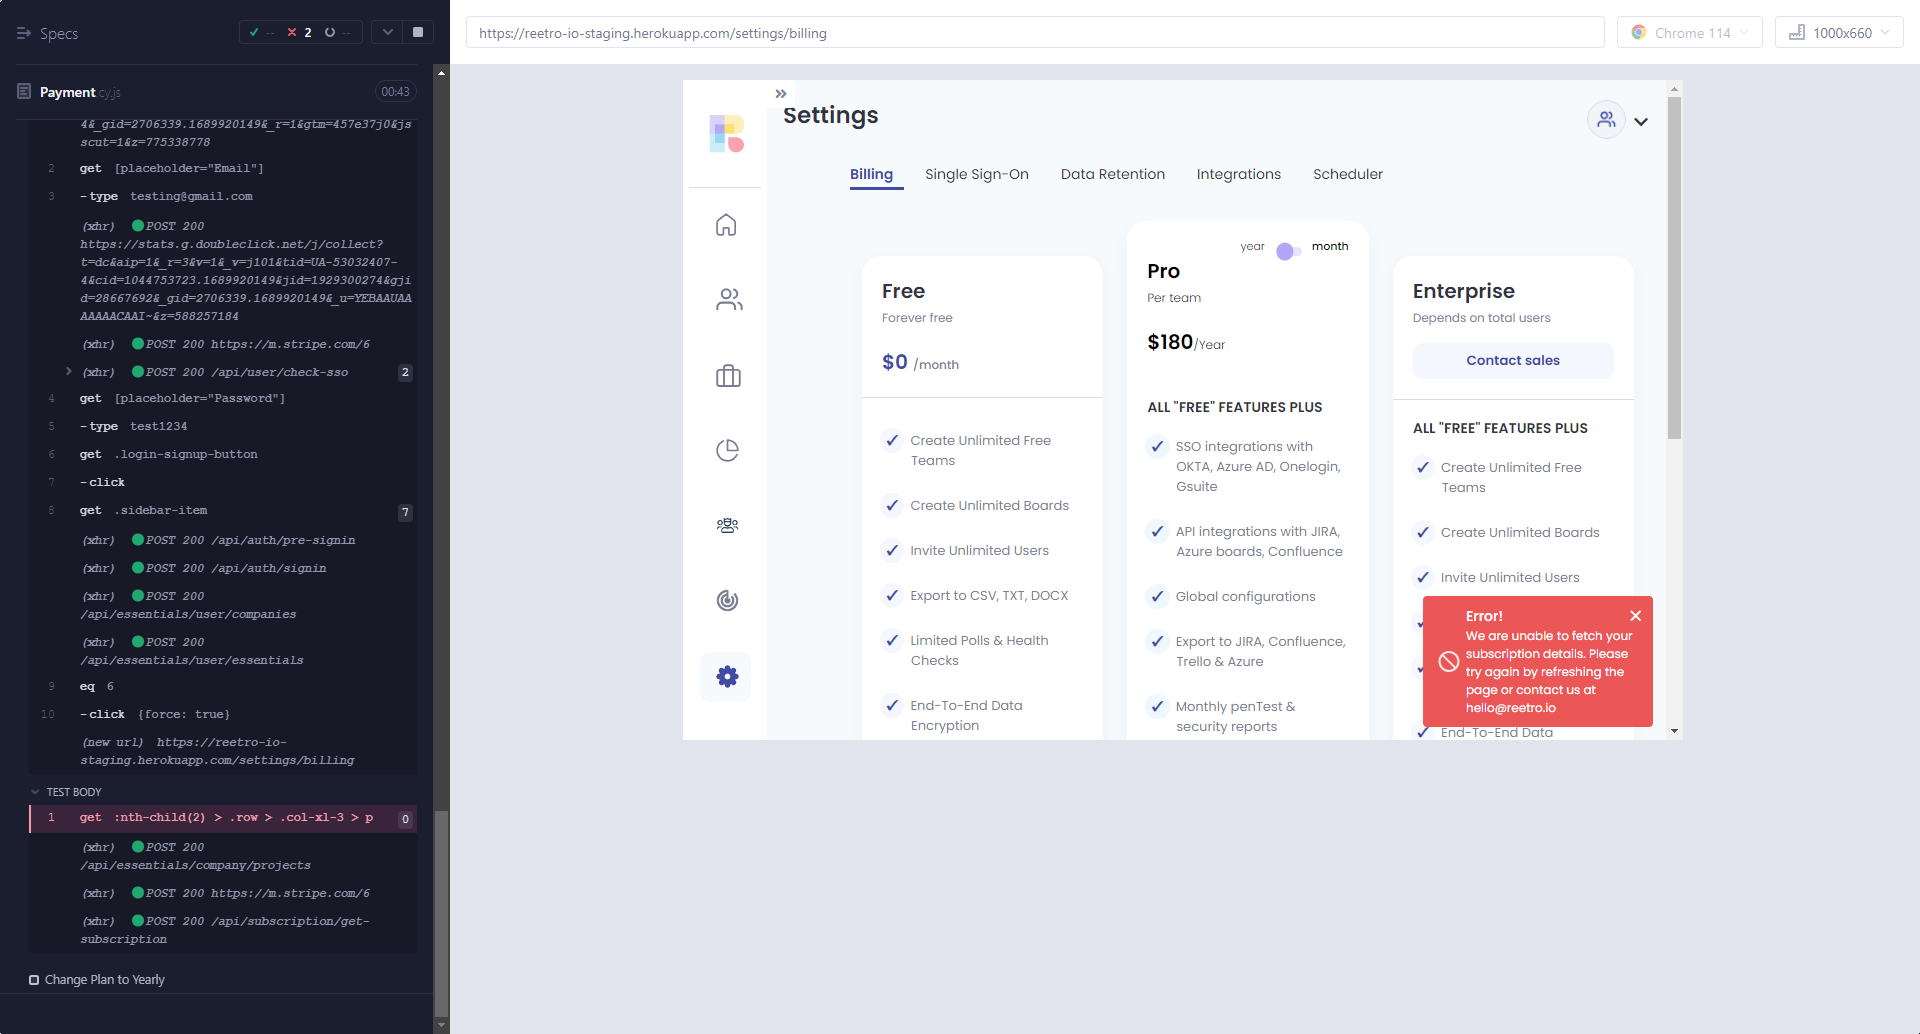 Specs
-- 2 --
https://reetro-io-staging.herokuapp.com/settings/billing
Chrome 114
1000x660
Payment cy.js
00:43
4&_gid=2706339.1689920149&_r=1&gtm=457e37j0&js
scut=1&z=775338778
2 get [placeholder="Email"]
3 -type testing@gmail.com
(xhr) POST 200
https://stats.g.doubleclick.net/j/collect?
t=dc&aip=1&_r=3&v=1&_v=j101&tid=UA-53032407-
4&cid=1044753723.1689920149&jid=1929300274&gji
d=28667692&_gid=2706339.1689920149&_u=YEBAAUAA
AAAAACAAI~&z=588257184
(xhr) POST 200 https://m.stripe.com/6
(xhr) POST 200 /api/user/check-sso 2
4 get [placeholder="Password"]
5 -type test1234
6 get .login-signup-button
7 -click
8 get .sidebar-item 7
(xhr) POST 200 /api/auth/pre-signin
(xhr) POST 200 /api/auth/signin
(xhr) POST 200
/api/essentials/user/companies
(xhr) POST 200
/api/essentials/user/essentials
9 eq 6
10 -click {force: true}
(new url) https://reetro-io-
staging.herokuapp.com/settings/billing
TEST BODY
1 get :nth-child(2) > .row > .col-xl-3 > p 0
(xhr) POST 200
/api/essentials/company/projects
(xhr) POST 200 https://m.stripe.com/6
(xhr) POST 200 /api/subscription/get-
subscription
Change Plan to Yearly
Settings
Billing
Single Sign-On
Data Retention
Integrations
Scheduler
Free
Forever free
$0 /month
Create Unlimited Free
Teams
Create Unlimited Boards
Invite Unlimited Users
Export to CSV, TXT, DOCX
Limited Polls & Health
Checks
End-To-End Data
Encryption
year month
Pro
Per team
$180/Year
ALL "FREE" FEATURES PLUS
SSO integrations with
OKTA, Azure AD, Onelogin,
Gsuite
API integrations with JIRA,
Azure boards, Confluence
Global configurations
Export to JIRA, Confluence,
Trello & Azure
Monthly penTest &
security reports
Enterprise
Depends on total users
Contact sales
ALL "FREE" FEATURES PLUS
Create Unlimited Free
Teams
Create Unlimited Boards
Invite Unlimited Users
End-To-End Data
Error!
We are unable to fetch your
subscription details. Please
try again by refreshing the
page or contact us at
hello@reetro.io